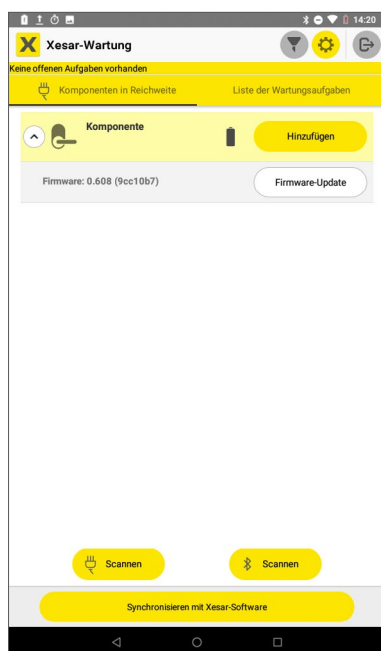 14:20
X Xesar-Wartung
Keine offenen Aufgaben vorhanden
Komponenten in Reichweite
Liste der Wartungsaufgaben
Komponente
Hinzufügen
Firmware: 0.608 (9cc10b7)
Firmware-Update
Scannen
Scannen
Synchronisieren mit Xesar-Software